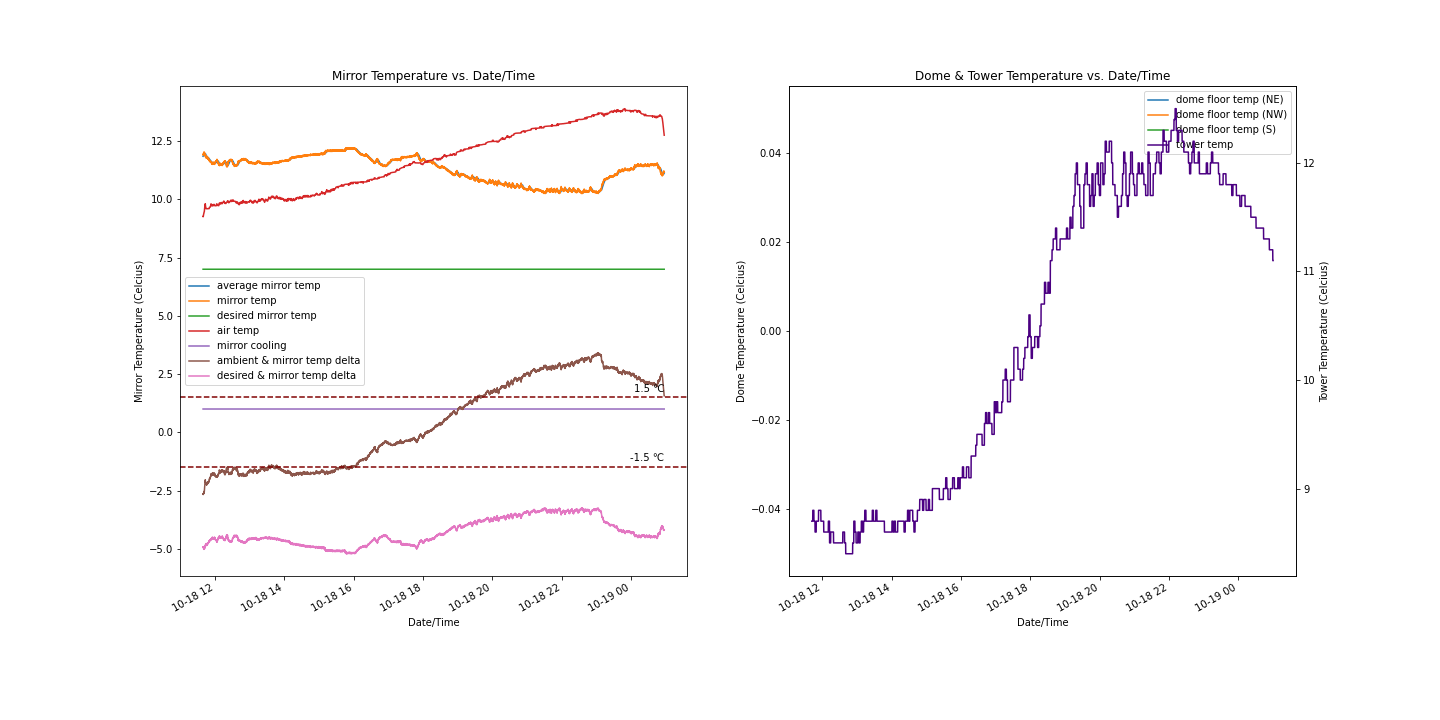 Mirror Temperature vs. Date/Time
12.5
10.0
7.5
5.0
2.5
0.0
−2.5
−5.0
Mirror Temperature (Celcius)
average mirror temp
mirror temp
desired mirror temp
air temp
mirror cooling
ambient & mirror temp delta
desired & mirror temp delta
1.5 °C
-1.5 °C
10-18 12
10-18 14
10-18 16
10-18 18
10-18 20
10-18 22
10-19 00
Date/Time
Dome & Tower Temperature vs. Date/Time
0.04
0.02
0.00
−0.02
−0.04
Dome Temperature (Celcius)
dome floor temp (NE)
dome floor temp (NW)
dome floor temp (S)
tower temp
12
11
10
9
Tower Temperature (Celcius)
10-18 12
10-18 14
10-18 16
10-18 18
10-18 20
10-18 22
10-19 00
Date/Time